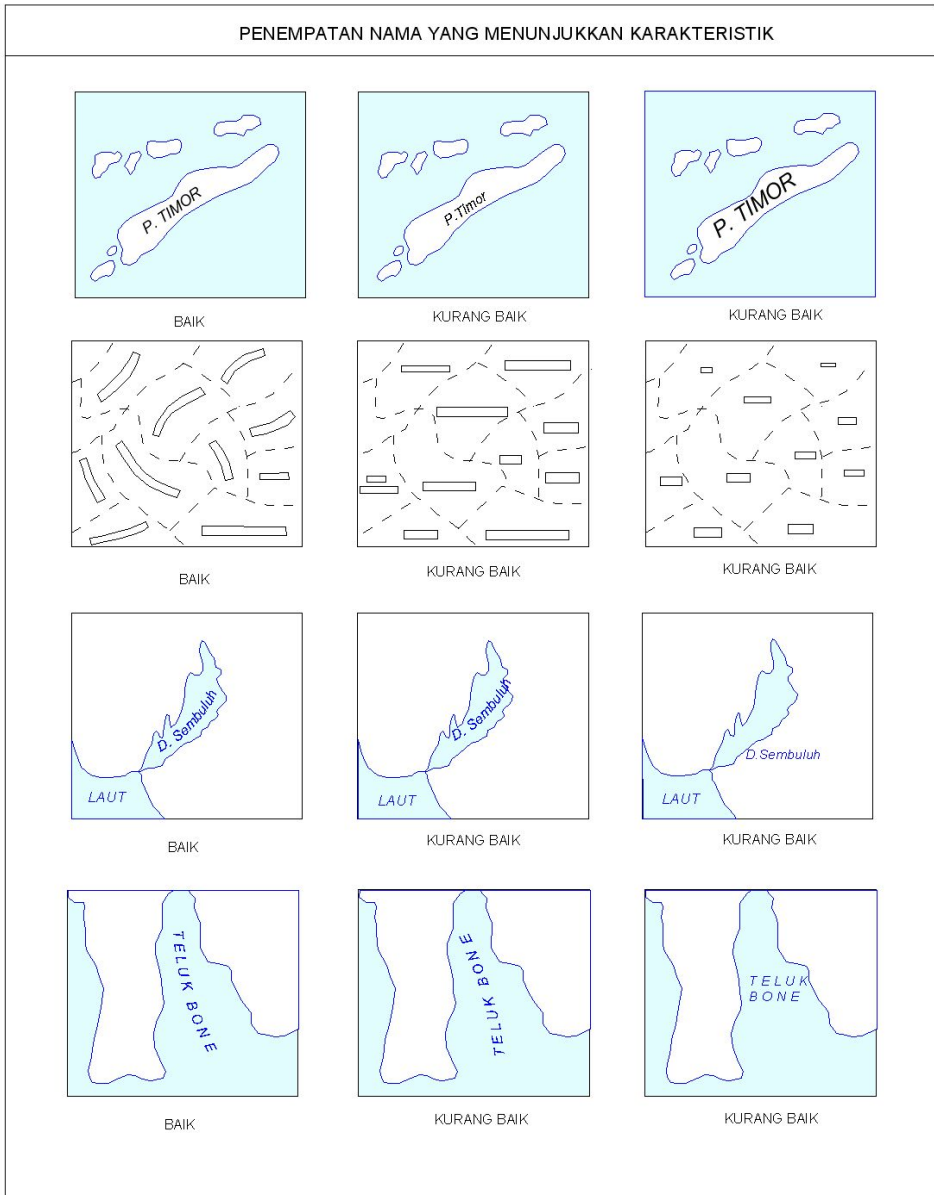 PENEMPATAN NAMA YANG MENUNJUKKAN KARAKTERISTIK
P. TIMOR
P.Timor
P. TIMOR
BAIK
KURANG BAIK
KURANG BAIK
BAIK
KURANG BAIK
KURANG BAIK
D. Sembuluh
LAUT
D. Sembuluh
LAUT
D.Sembuluh
LAUT
BAIK
KURANG BAIK
KURANG BAIK
TELUK BONE
TELUK BONE
TELUK
BONE
BAIK
KURANG BAIK
KURANG BAIK